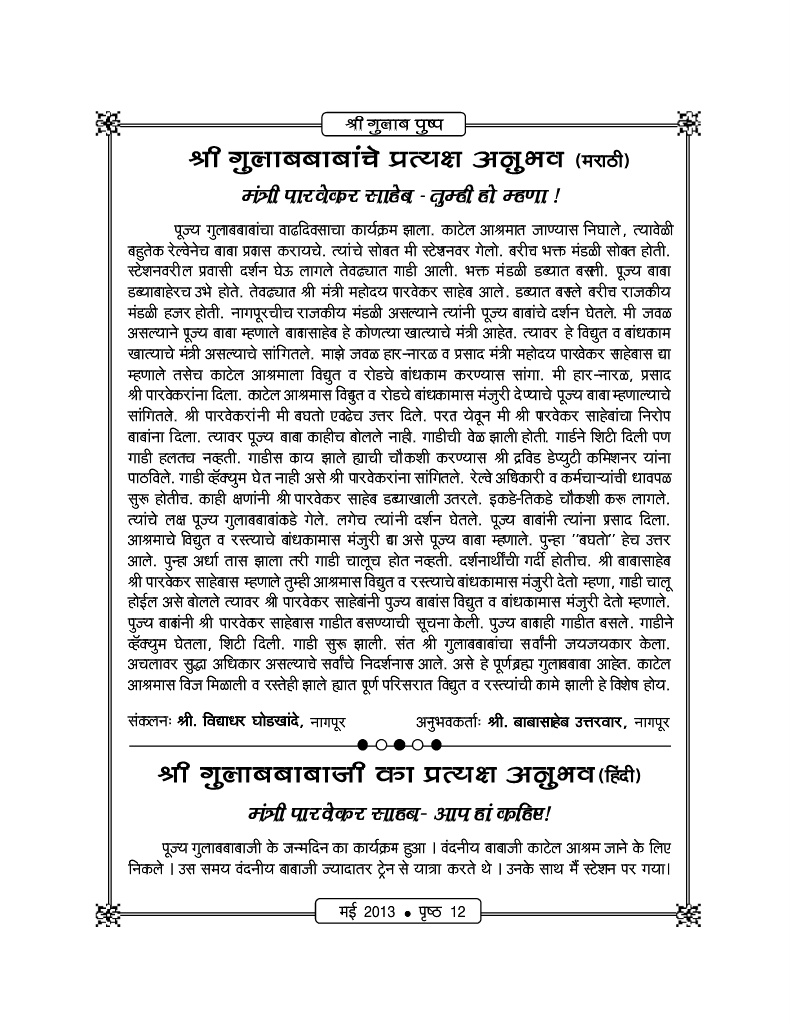 श्री गुलाब पुष्प
श्री गुलाबबाबांचे प्रत्यक्ष अनुभव (मराठी)
मंत्री पारवेकर साहेब - तुम्ही हो म्हणा !
पूज्य गुलाबबाबांचा वाढदिवसाचा कार्यक्रम झाला. काटेल आश्रमात जाण्यास निघाले, त्यावेळी
बहुतेक रेल्वेनेच बाबा प्रवास करायचे. त्यांचे सोबत मी स्टेशनवर गेलो. बरीच भक्त मंडळी सोबत होती.
स्टेशनवरील प्रवासी दर्शन घेऊ लागले तेवढ्यात गाडी आली. भक्त मंडळी डब्यात बसली. पूज्य बाबा
डब्याबाहेरच उभे होते. तेवढ्यात श्री मंत्री महोदय पारवेकर साहेब आले. डब्यात बसले बरीच राजकीय
मंडळी हजर होती. नागपूरचीच राजकीय मंडळी असल्याने त्यांनी पूज्य बाबांचे दर्शन घेतले. मी जवळ
असल्याने पूज्य बाबा म्हणाले बाबासाहेब हे कोणत्या खात्याचे मंत्री आहेत. त्यावर हे विद्युत व बांधकाम
खात्याचे मंत्री असल्याचे सांगितले. माझे जवळ हार-नारळ व प्रसाद मंत्री महोदय पारवेकर साहेबास द्या
म्हणाले तसेच काटेल आश्रमाला विद्युत व रोडचे बांधकाम करण्यास सांगा. मी हार-नारळ, प्रसाद
श्री पारवेकरांना दिला. काटेल आश्रमास विद्युत व रोडचे बांधकामास मंजुरी देण्याचे पूज्य बाबा म्हणाल्याचे
सांगितले. श्री पारवेकरांनी मी बघतो एवढेच उत्तर दिले. परत येवून मी श्री पारवेकर साहेबांचा निरोप
बाबांना दिला. त्यावर पूज्य बाबा काहीच बोलले नाही. गाडीची वेळ झाली होती. गार्डने शिटी दिली पण
गाडी हलतच नव्हती. गाडीस काय झाले ह्याची चौकशी करण्यास श्री द्रविड डेप्युटी कमिशनर यांना
पाठविले. गाडी व्हॅक्युम घेत नाही असे श्री पारवेकरांना सांगितले. रेल्वे अधिकारी व कर्मचाऱ्यांची धावपळ
सुरू होतीच. काही क्षणांनी श्री पारवेकर साहेब डब्याखाली उतरले. इकडे-तिकडे चौकशी करू लागले.
त्यांचे लक्ष पूज्य गुलाबबाबांकडे गेले. लगेच त्यांनी दर्शन घेतले. पूज्य बाबांनी त्यांना प्रसाद दिला.
आश्रमाचे विद्युत व रस्त्याचे बांधकामास मंजुरी द्या असे पूज्य बाबा म्हणाले. पुन्हा ''बघतो'' हेच उत्तर
आले. पुन्हा अर्धा तास झाला तरी गाडी चालूच होत नव्हती. दर्शनार्थींची गर्दी होतीच. श्री बाबासाहेब
श्री पारवेकर साहेबास म्हणाले तुम्ही आश्रमास विद्युत व रस्त्याचे बांधकामास मंजुरी देतो म्हणा, गाडी चालू
होईल असे बोलले त्यावर श्री पारवेकर साहेबांनी पुज्य बाबांस विद्युत व बांधकामास मंजुरी देतो म्हणाले.
पुज्य बाबांनी श्री पारवेकर साहेबास गाडीत बसण्याची सूचना केली. पुज्य बाबाही गाडीत बसले. गाडीने
व्हॅक्युम घेतला, शिटी दिली. गाडी सुरू झाली. संत श्री गुलाबबाबांचा सर्वांनी जयजयकार केला.
अचलावर सुद्धा अधिकार असल्याचे सर्वांचे निदर्शनास आले. असे हे पूर्णब्रह्म गुलाबबाबा आहेत. काटेल
आश्रमास विज मिळाली व रस्तेही झाले ह्यात पूर्ण परिसरात विद्युत व रस्त्यांची कामे झाली हे विशेष होय.
संकलनः श्री. विद्याधर घोडखांदे, नागपूर अनुभवकर्ताः श्री. बाबासाहेब उत्तरवार, नागपूर
श्री गुलाबबाबाजी का प्रत्यक्ष अनुभव (हिंदी)
मंत्री पारवेकर साहब- आप हां कहिए!
पूज्य गुलाबबाबाजी के जन्मदिन का कार्यक्रम हुआ । वंदनीय बाबाजी काटेल आश्रम जाने के लिए
निकले । उस समय वंदनीय बाबाजी ज्यादातर ट्रेन से यात्रा करते थे । उनके साथ मैं स्टेशन पर गया।
मई 2013 ● पृष्ठ 12